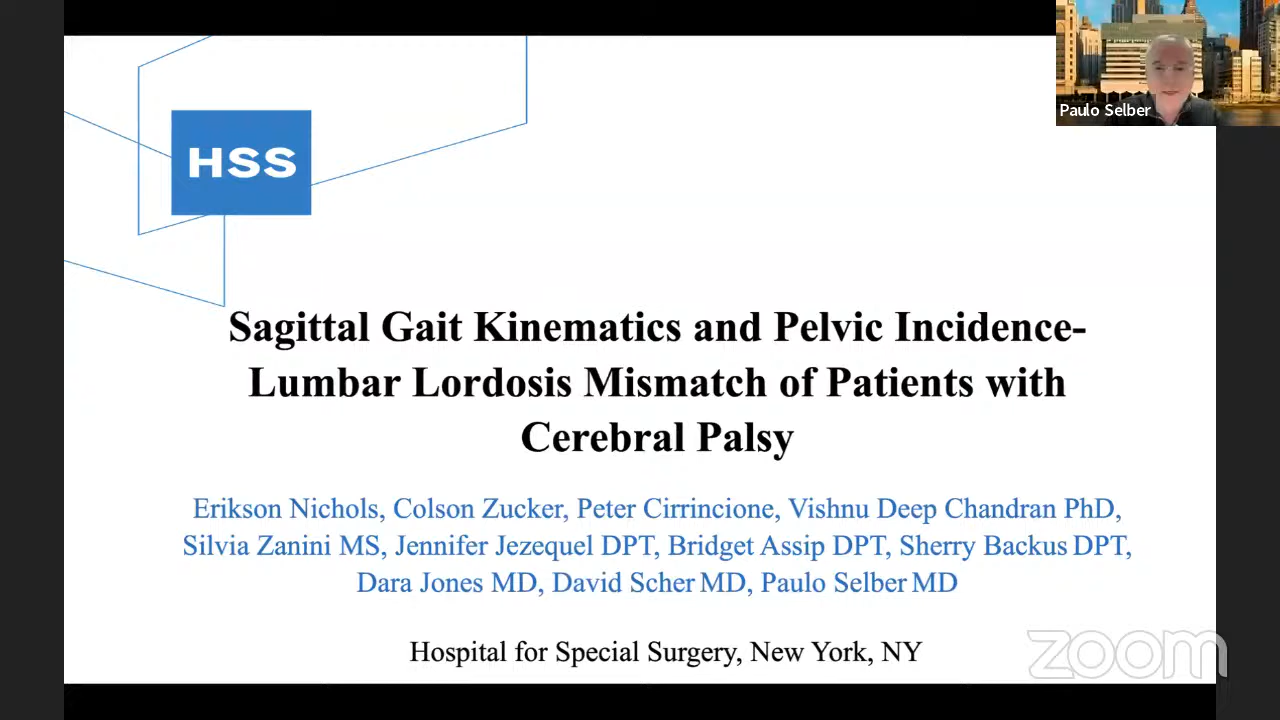 Paulo Selber
HSS
Sagittal Gait Kinematics and Pelvic Incidence-
Lumbar Lordosis Mismatch of Patients with
Cerebral Palsy
Erikson Nichols, Colson Zucker, Peter Cirrincione, Vishnu Deep Chandran PhD,
Silvia Zanini MS, Jennifer Jezequel DPT, Bridget Assip DPT, Sherry Backus DPT,
Dara Jones MD, David Scher MD, Paulo Selber MD
Hospital for Special Surgery, New York, NY
zoom